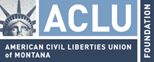 ACLU
AMERICAN CIVIL LIBERTIES UNION
of MONTANA
FOUNDATION